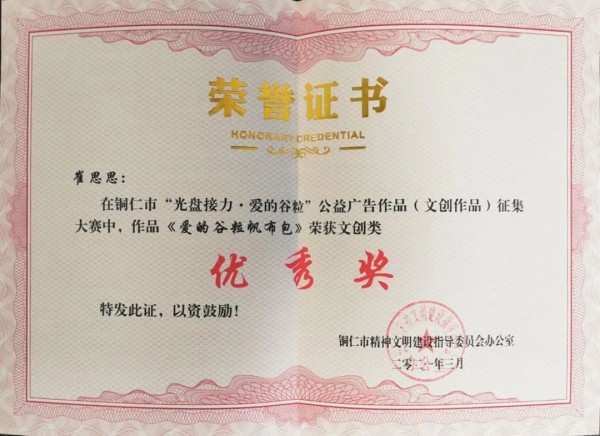 荣誉证书
HONORARY CREDENTIAL
崔思思：
在铜仁市“光盘接力·爱的谷粒”公益广告作品（文创作品）征集
大赛中，作品《爱的谷粒帆布包》荣获文创类
优秀奖
特发此证，以资鼓励！
铜仁市精神文明建设指导委员会办公室
二〇二一年三月